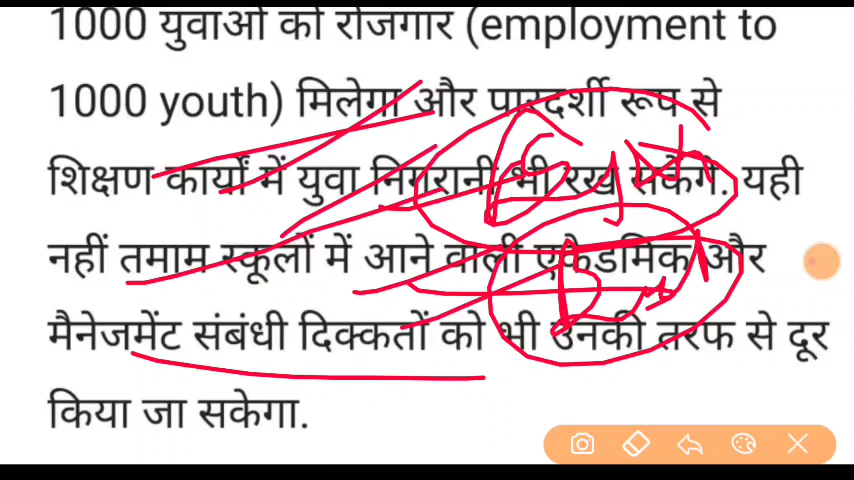 1000 युवाओं को रोजगार (employment to
1000 youth) मिलेगा और पारदर्शी रूप से
शिक्षण कार्यों में युवा निगरानी भी रख सकेंगे. यही
नहीं तमाम स्कूलों में आने वाली एकैडमिक और
मैनेजमेंट संबंधी दिक्कतों को भी उनकी तरफ से दूर
किया जा सकेगा.